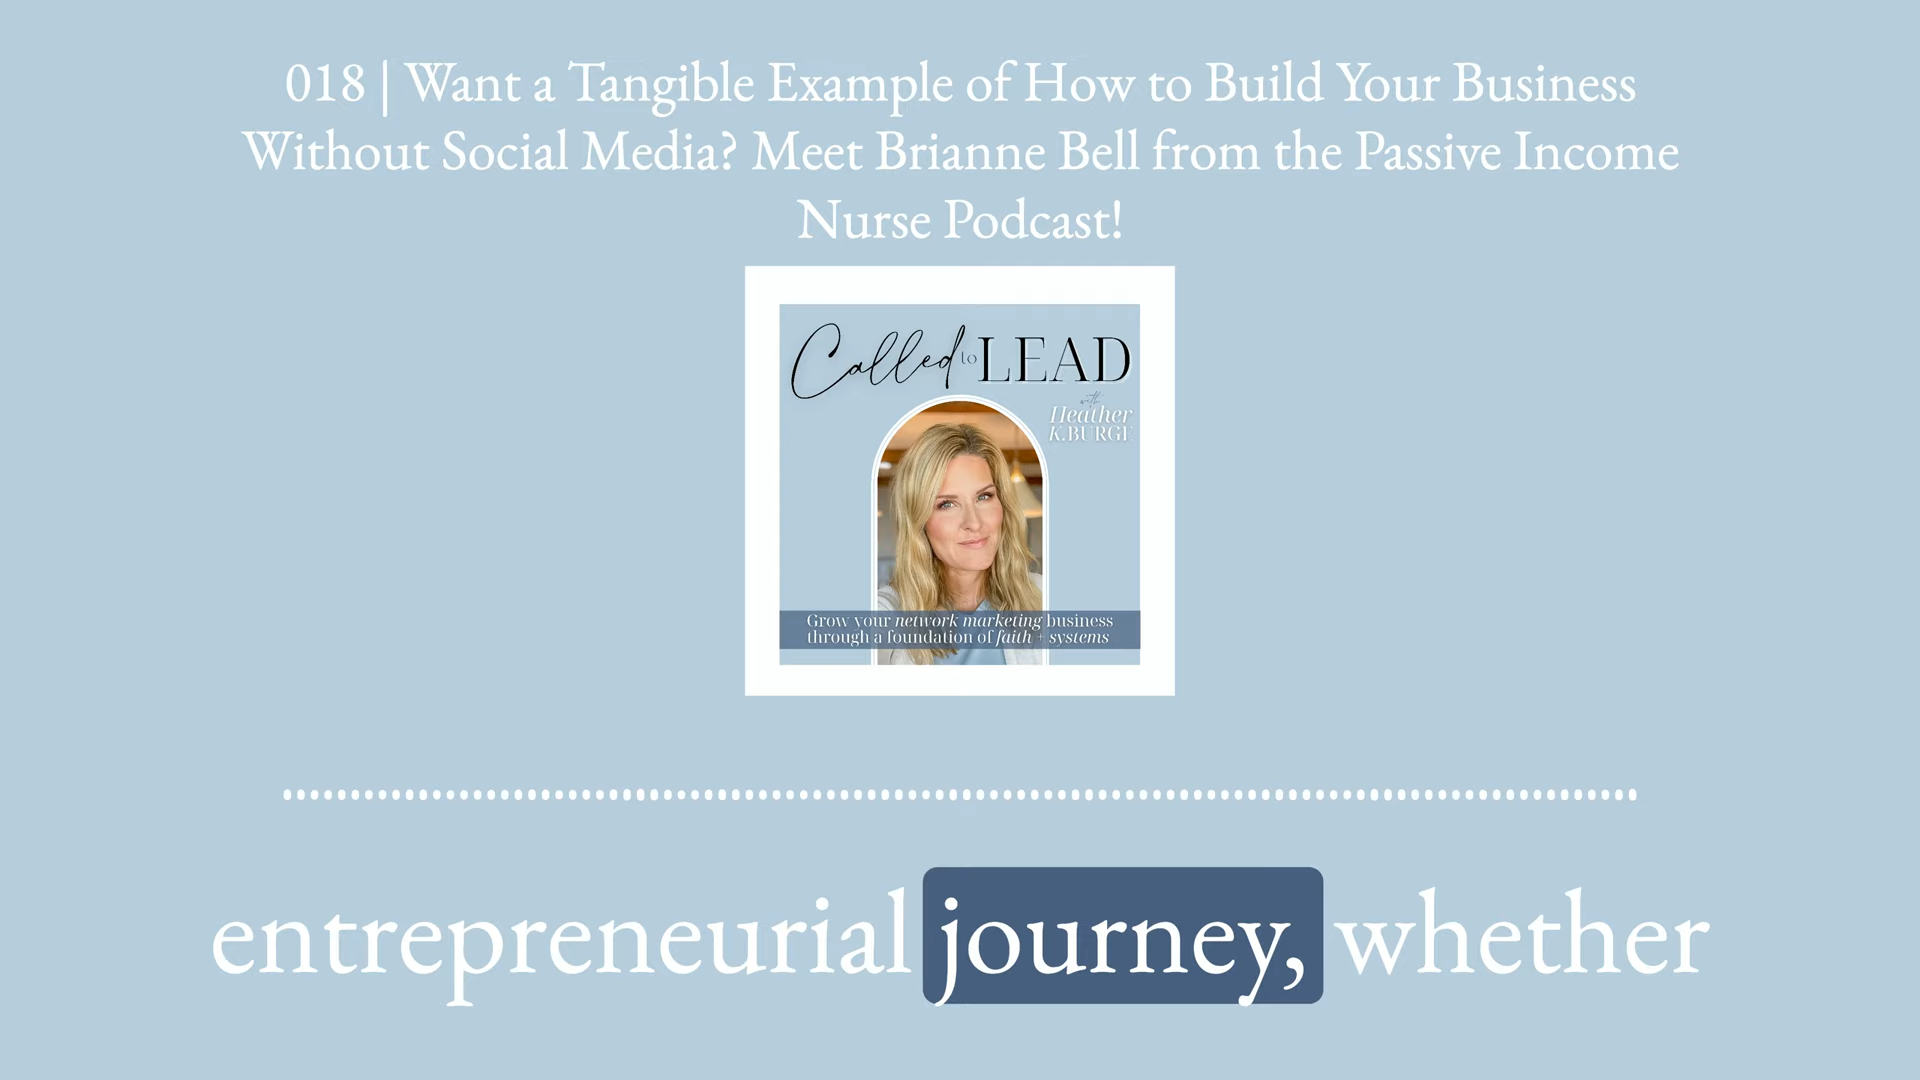 018 | Want a Tangible Example of How to Build Your Business
Without Social Media? Meet Brianne Bell from the Passive Income
Nurse Podcast!
Called to LEAD
with
Heather
K.BURGE
Grow your network marketing business
through a foundation of faith + systems
entrepreneurial journey, whether